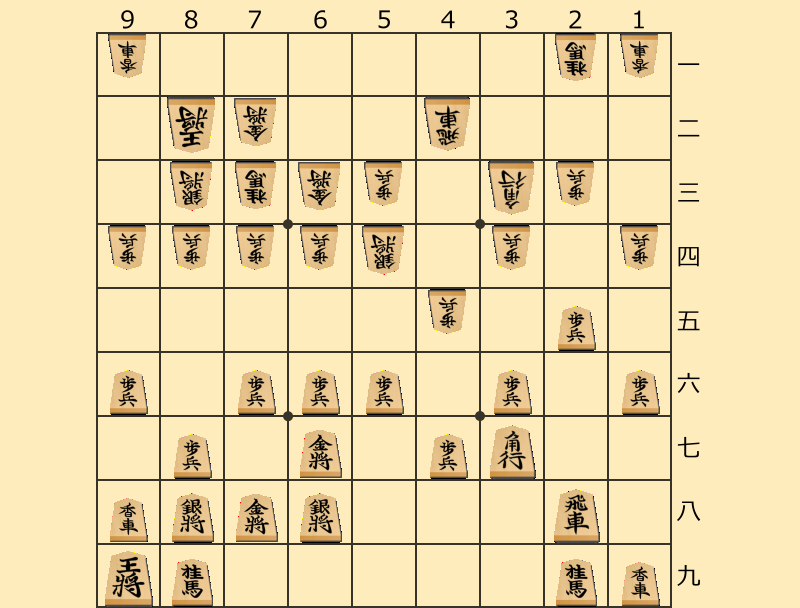 9 8 7 6 5 4 3 2 1
香車 桂馬 香車 一
王将 金将 飛車 二
銀将 桂馬 金将 歩兵 角行 歩兵 三
歩兵 歩兵 歩兵 歩兵 銀将 歩兵 歩兵 四
歩兵 歩兵 五
歩兵 歩兵 歩兵 歩兵 歩兵 歩兵 六
歩兵 金将 歩兵 角行 七
香車 銀将 金将 銀将 飛車 八
王将 桂馬 桂馬 香車 九